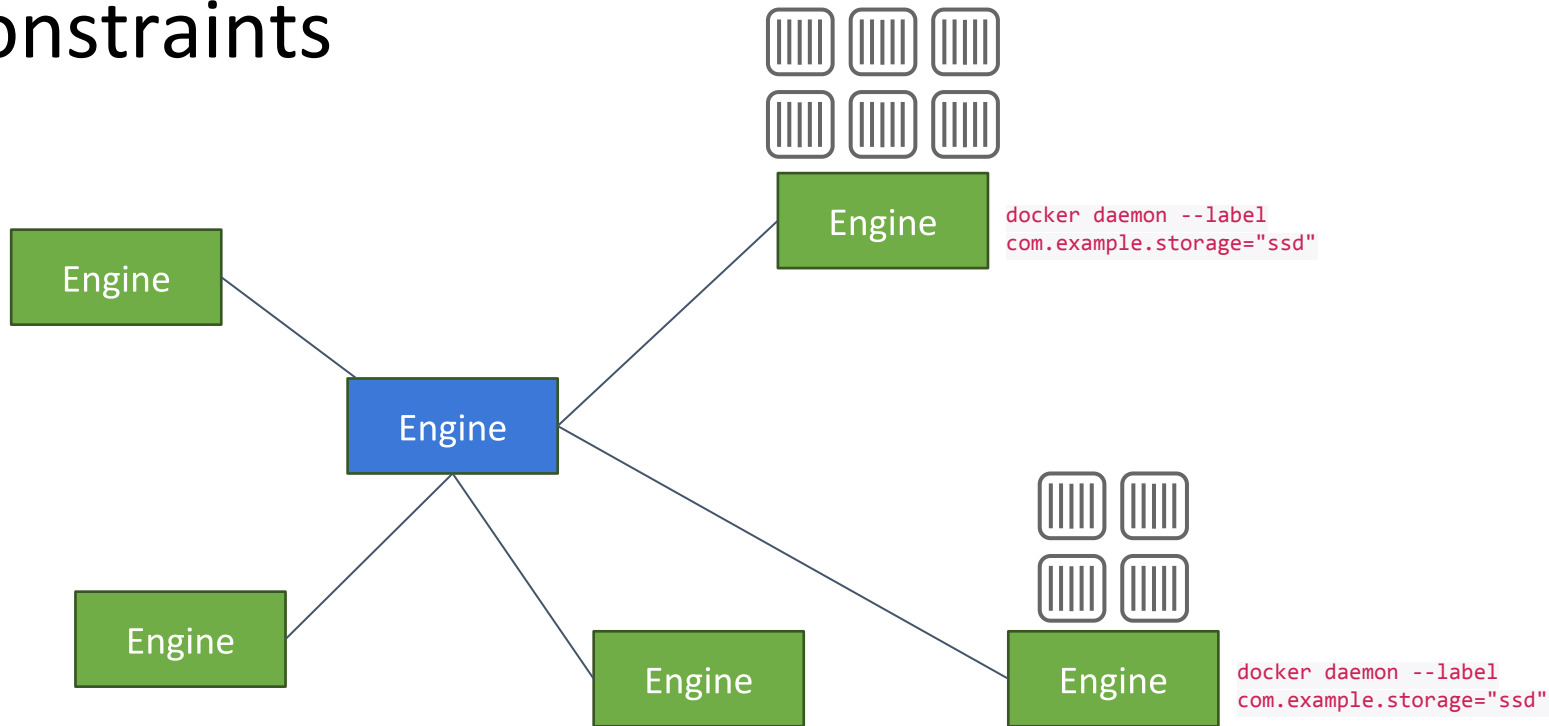 onstraints
Engine
docker daemon --label
com.example.storage="ssd"
Engine
Engine
Engine
Engine
Engine
docker daemon --label
com.example.storage="ssd"